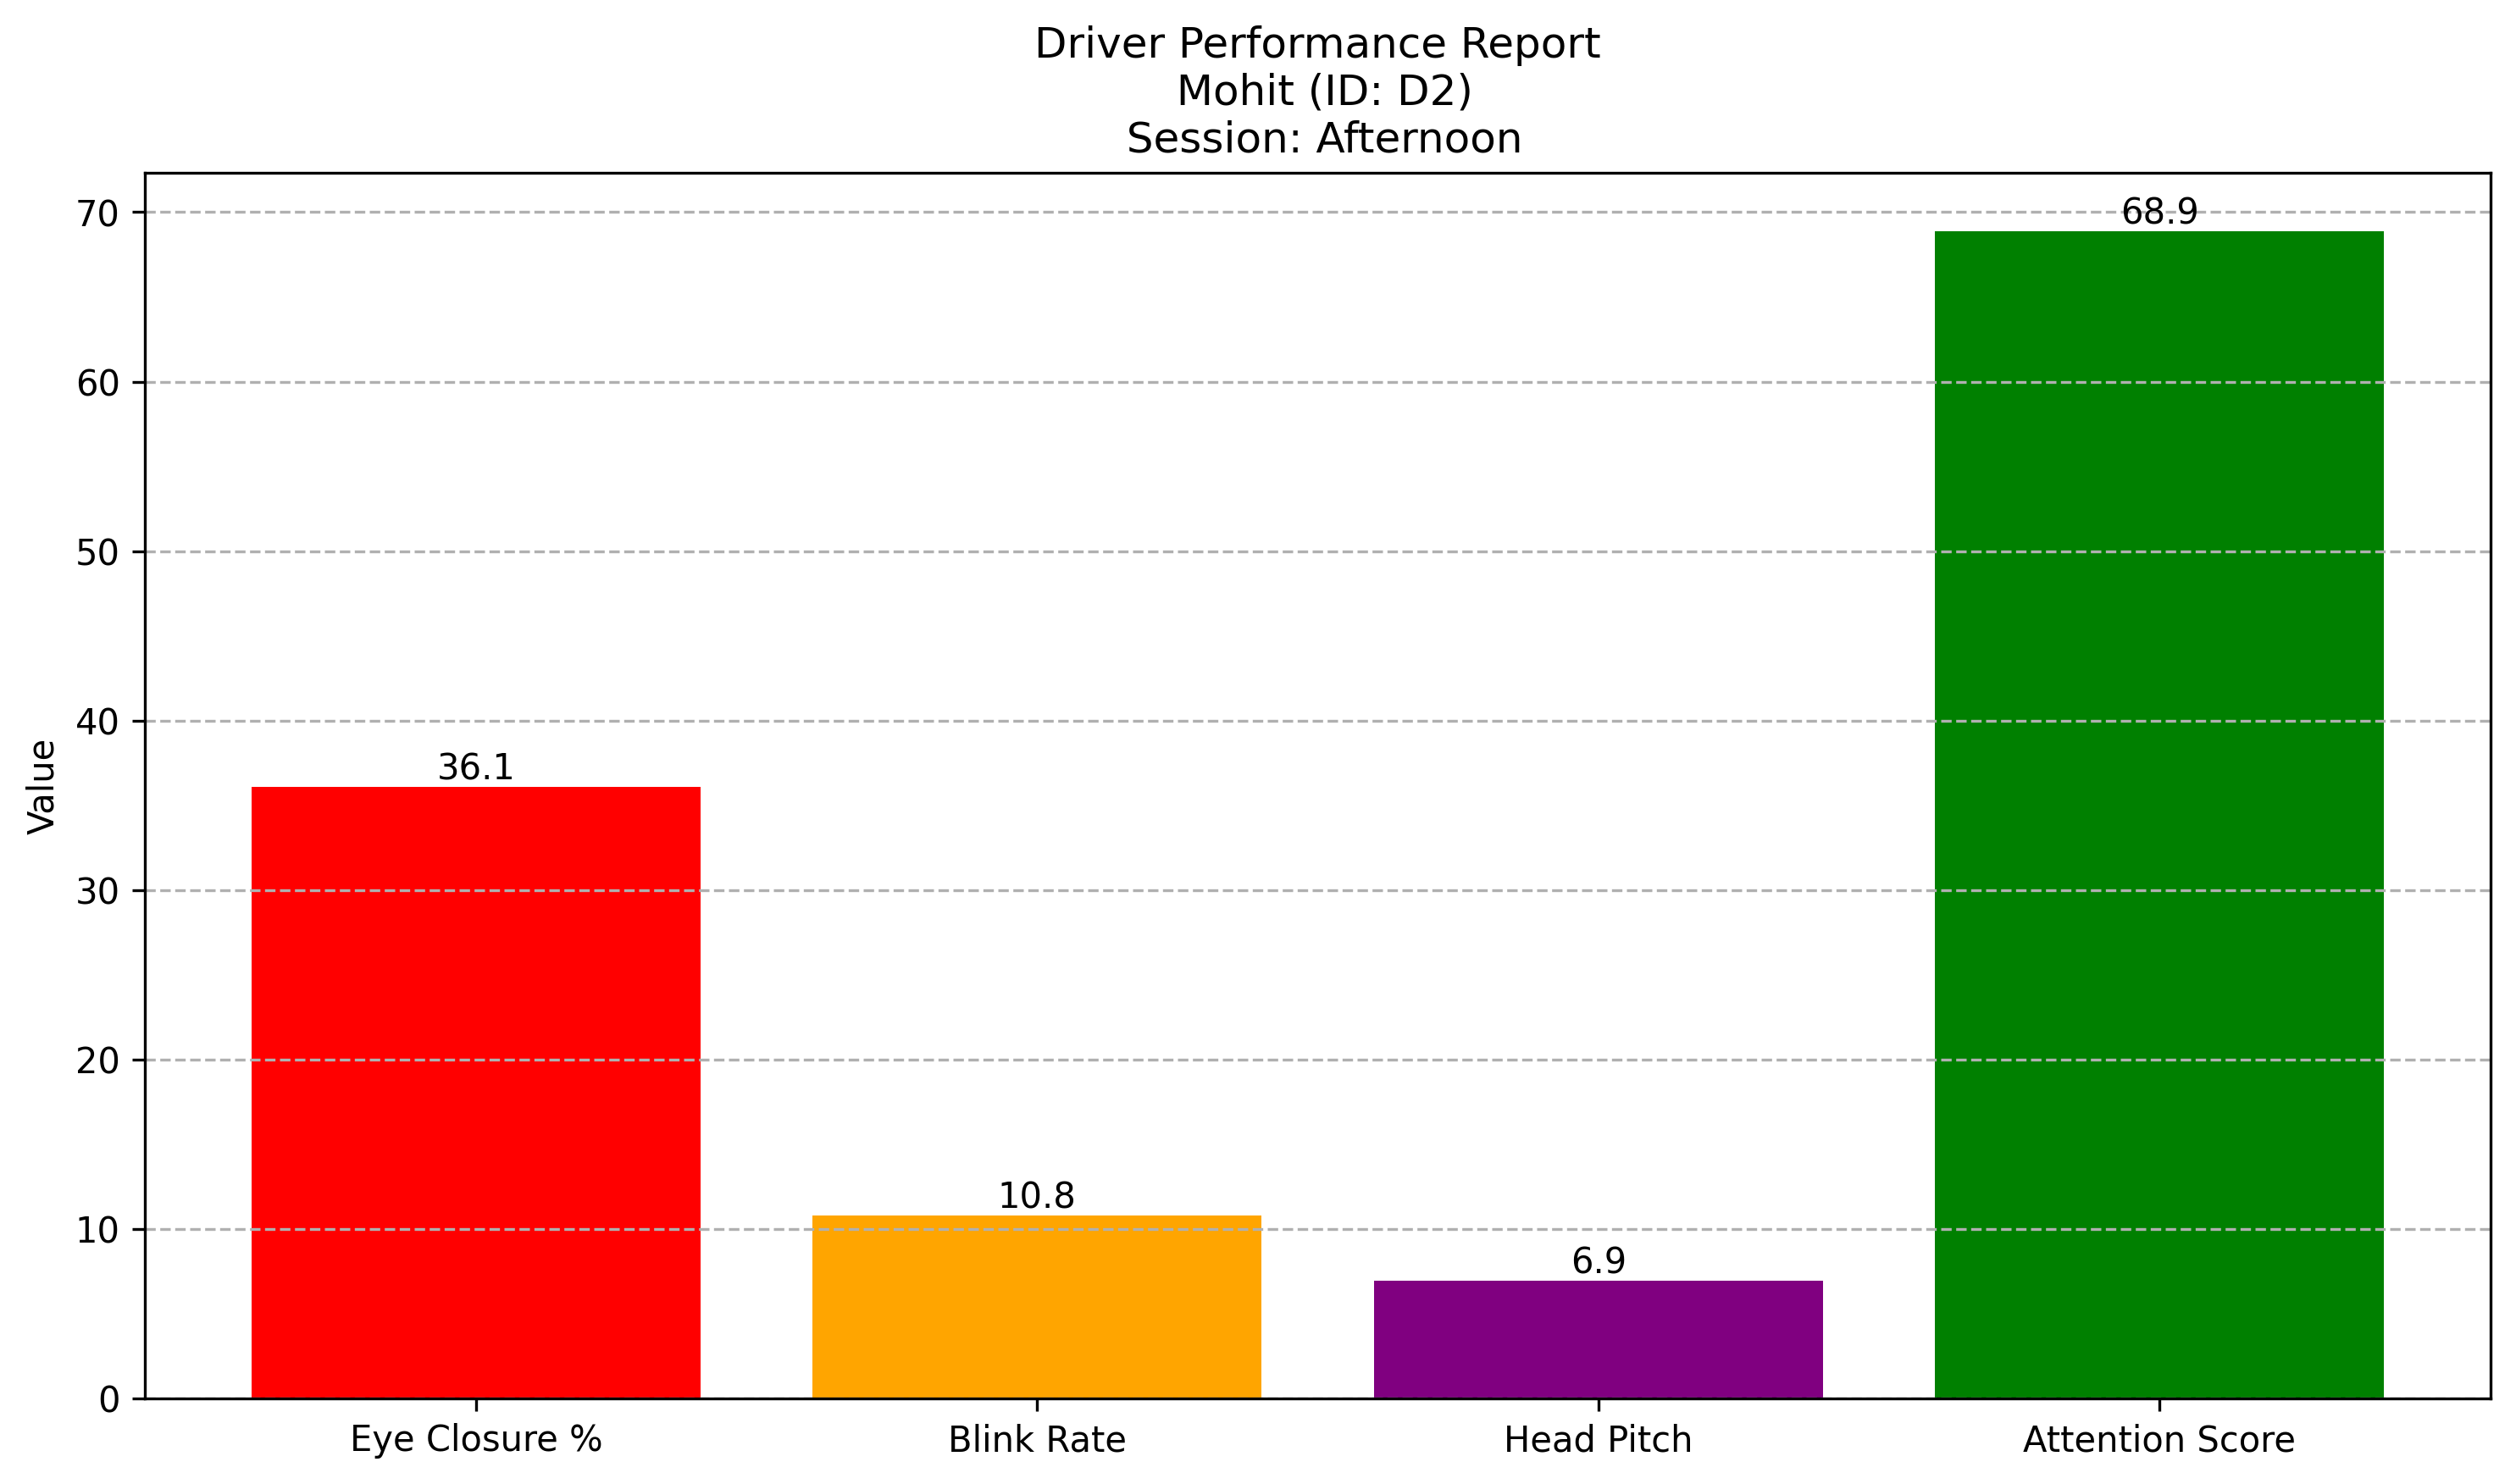 Driver Performance Report
Mohit (ID: D2)
Session: Afternoon
Value
70
60
50
40
30
20
10
0
36.1
10.8
6.9
68.9
Eye Closure %
Blink Rate
Head Pitch
Attention Score